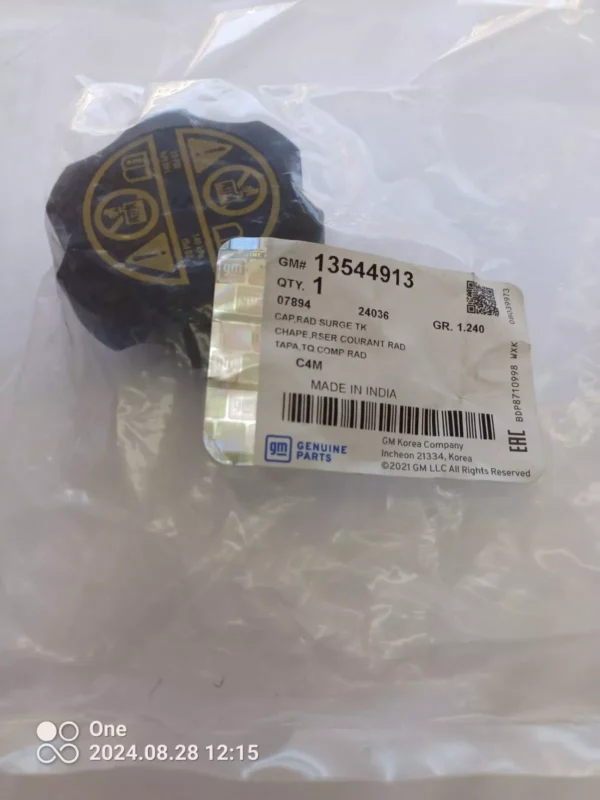 GM# 13544913
QTY. 1
07894 24036 GR. 1.240
CAP,RAD SURGE TK
CHAPE,RSER COURANT RAD
TAPA,TQ COMP RAD
C4M
MADE IN INDIA
gm GENUINE PARTS
GM Korea Company
Incheon 21334, Korea
©2021 GM LLC All Rights Reserved
EAC BDP8710998 WXK 08039973
One
2024.08.28 12:15